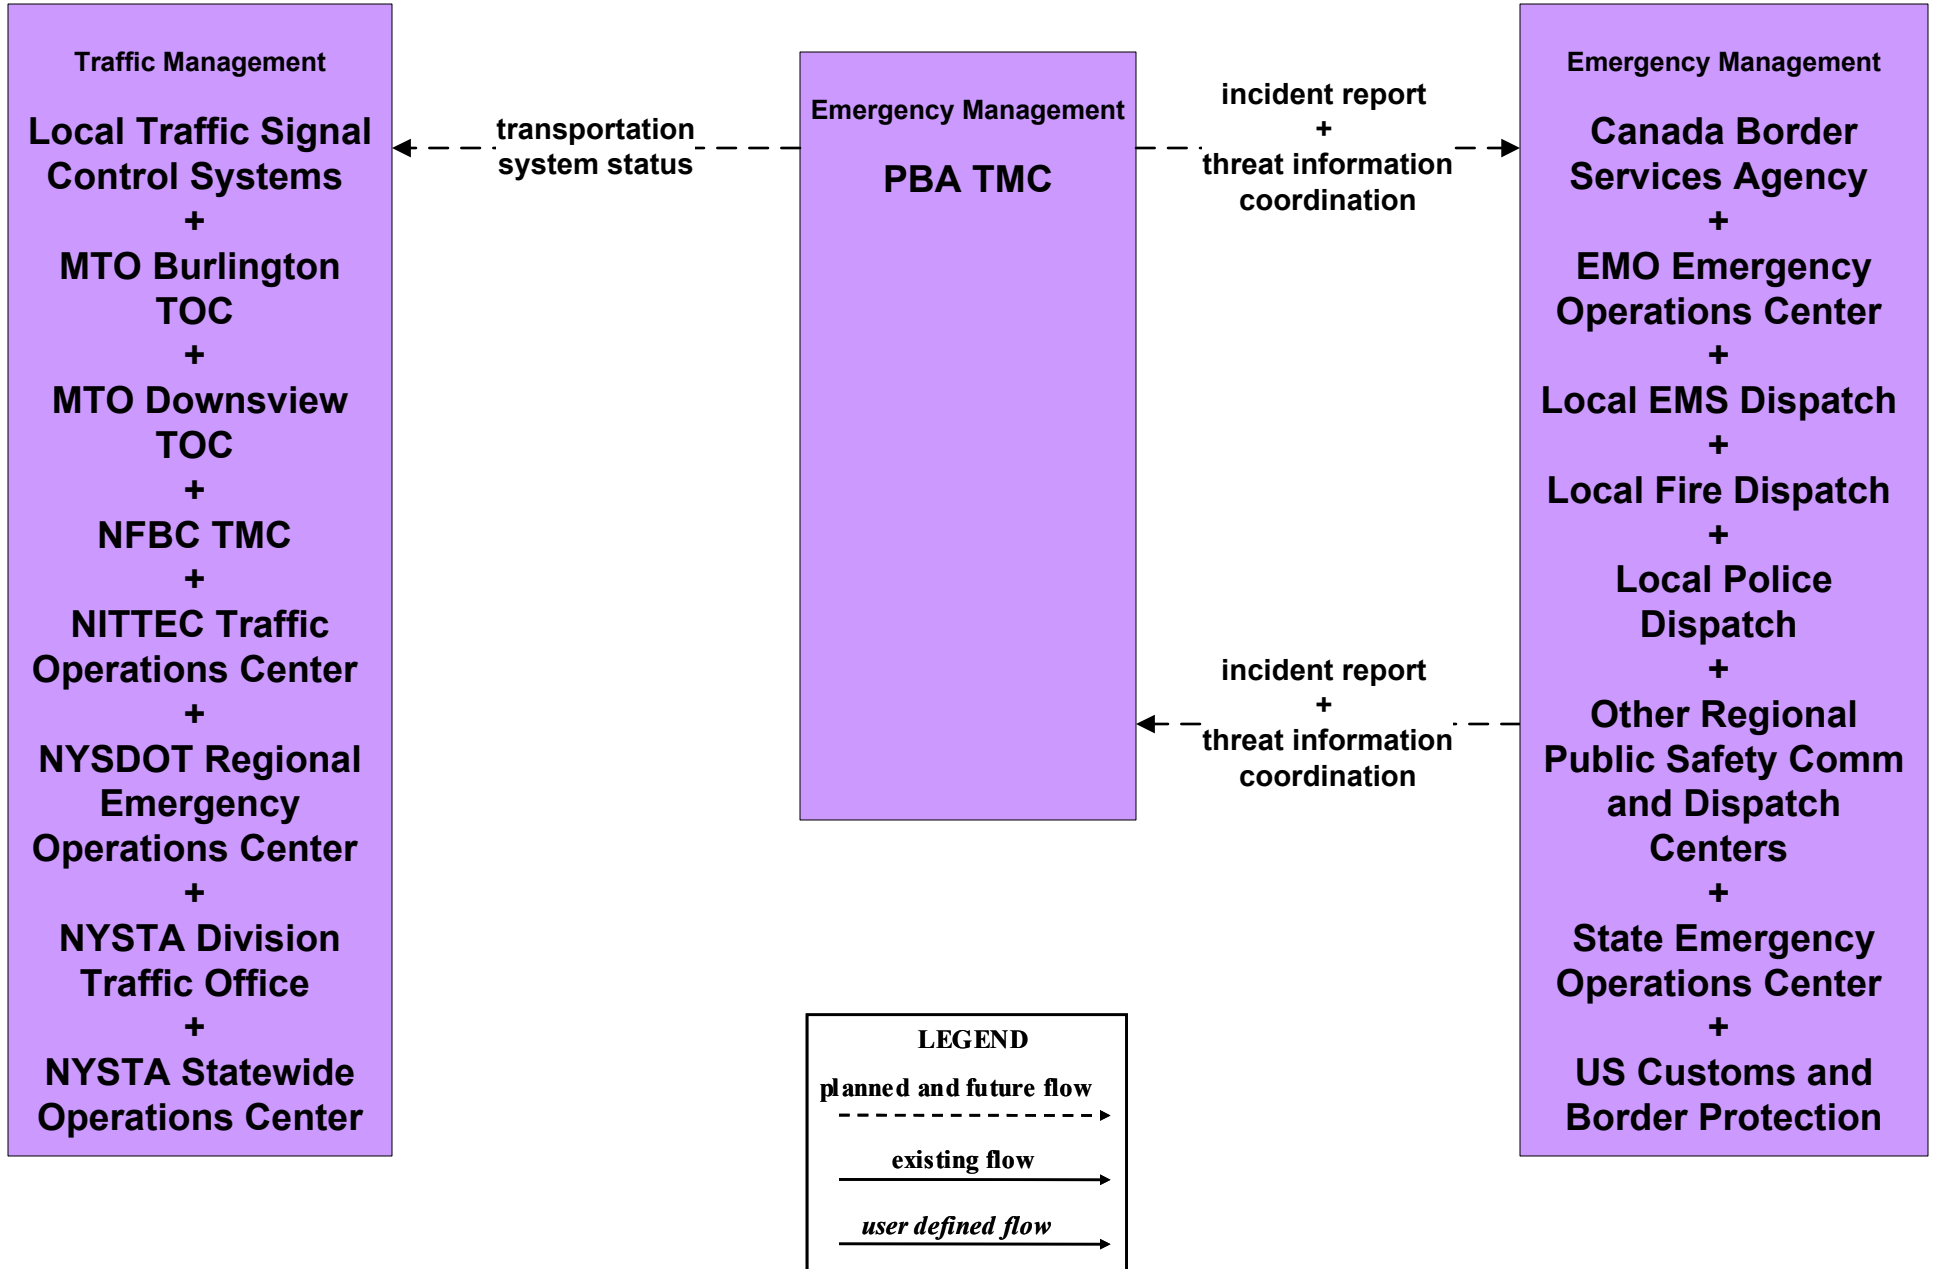 Traffic Management
Local Traffic Signal
Control Systems
+
MTO Burlington
TOC
+
MTO Downsview
TOC
+
NFBC TMC
+
NITTEC Traffic
Operations Center
+
NYSDOT Regional
Emergency
Operations Center
+
NYSTA Division
Traffic Office
+
NYSTA Statewide
Operations Center
transportation
system status
Emergency Management
PBA TMC
incident report
+
threat information
coordination
incident report
+
threat information
coordination
Emergency Management
Canada Border
Services Agency
+
EMO Emergency
Operations Center
+
Local EMS Dispatch
+
Local Fire Dispatch
+
Local Police
Dispatch
+
Other Regional
Public Safety Comm
and Dispatch
Centers
+
State Emergency
Operations Center
+
US Customs and
Border Protection
LEGEND
planned and future flow
existing flow
user defined flow